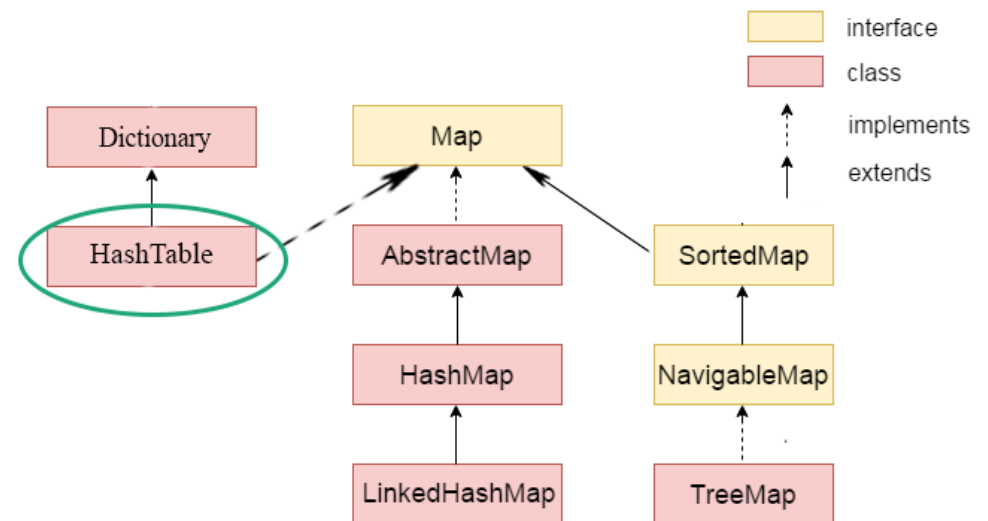 interface
class
implements
extends
Dictionary
Map
HashTable
AbstractMap
SortedMap
HashMap
NavigableMap
LinkedHashMap
TreeMap